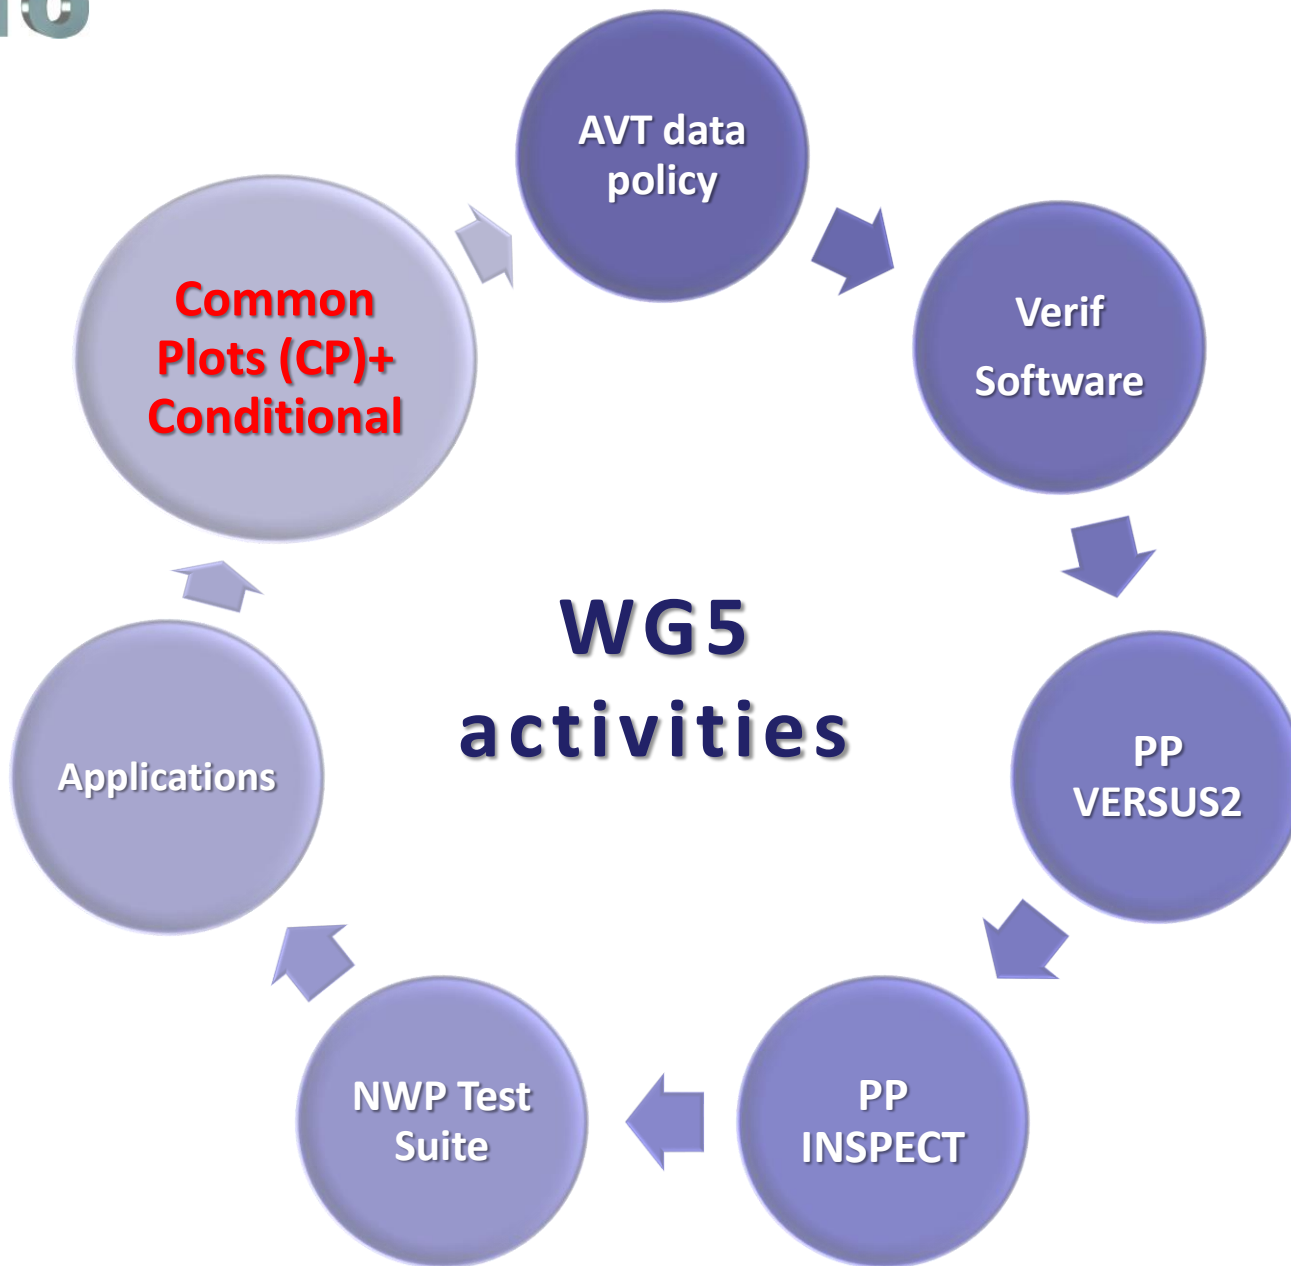 AVT data
policy
Verif
Software
PP
VERSUS2
PP
INSPECT
NWP Test
Suite
Applications
Common
Plots (CP)+
Conditional
WG5
activities